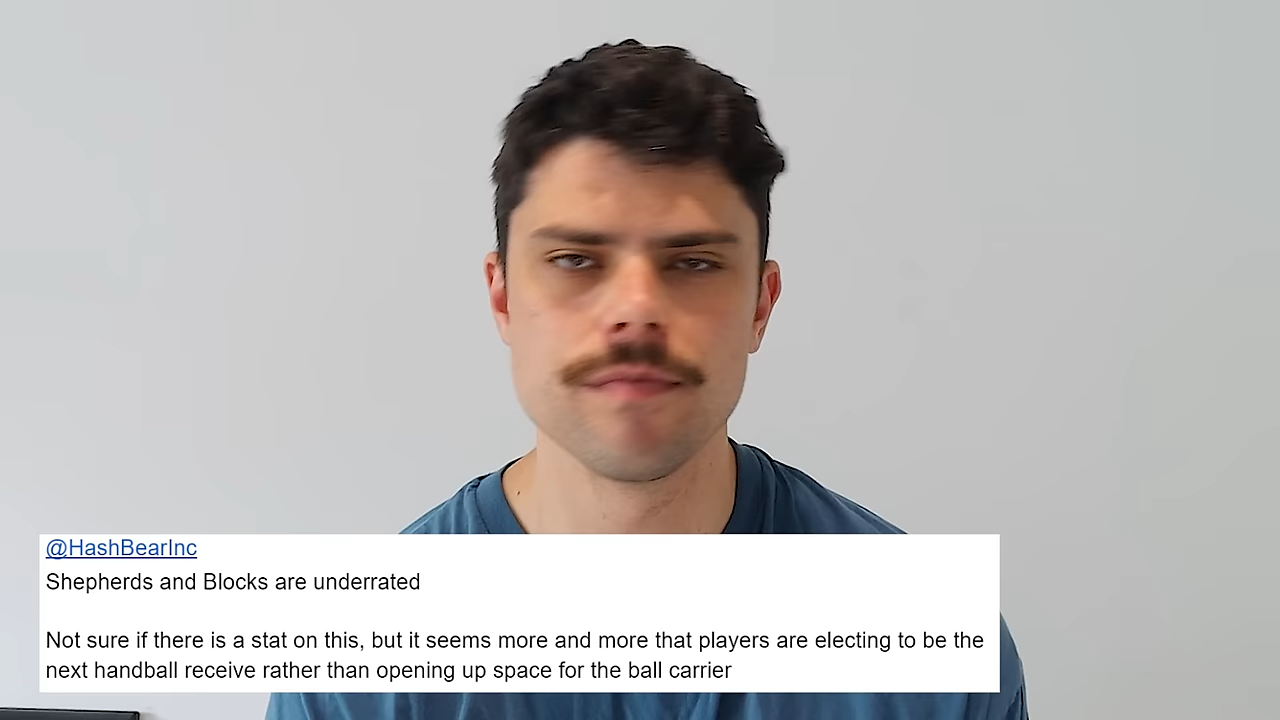 @HashBearInc
Shepherds and Blocks are underrated
Not sure if there is a stat on this, but it seems more and more that players are electing to be the
next handball receive rather than opening up space for the ball carrier